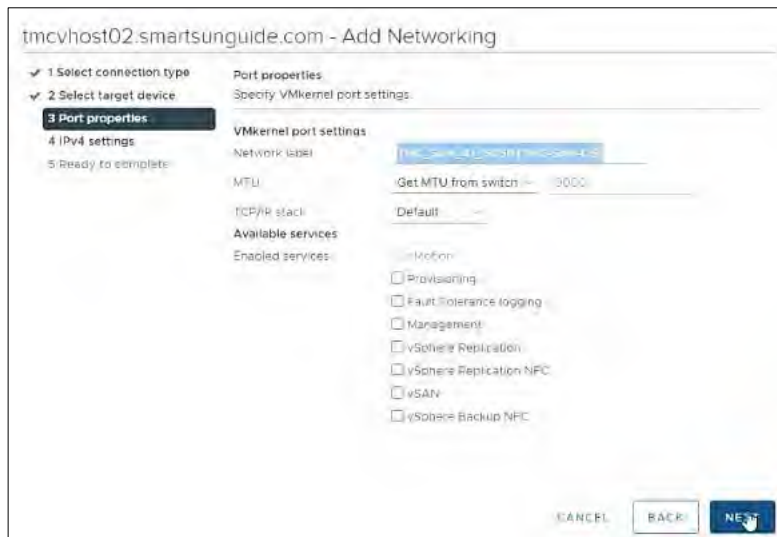 tmcvhost02.smartsunguide.com - Add Networking
✓ 1 Select connection type
✓ 2 Select target device
3 Port properties
4 IPv4 settings
5 Ready to complete
Port properties
Specify VMkernel port settings.
VMkernel port settings
Network label
MTU Get MTU from switch 9000
TCP/IP stack Default
Available services
Enabled services vMotion
Provisioning
Fault Tolerance logging
Management
vSphere Replication
vSphere Replication NFC
vSAN
vSphere Backup NFC
CANCEL BACK NEXT